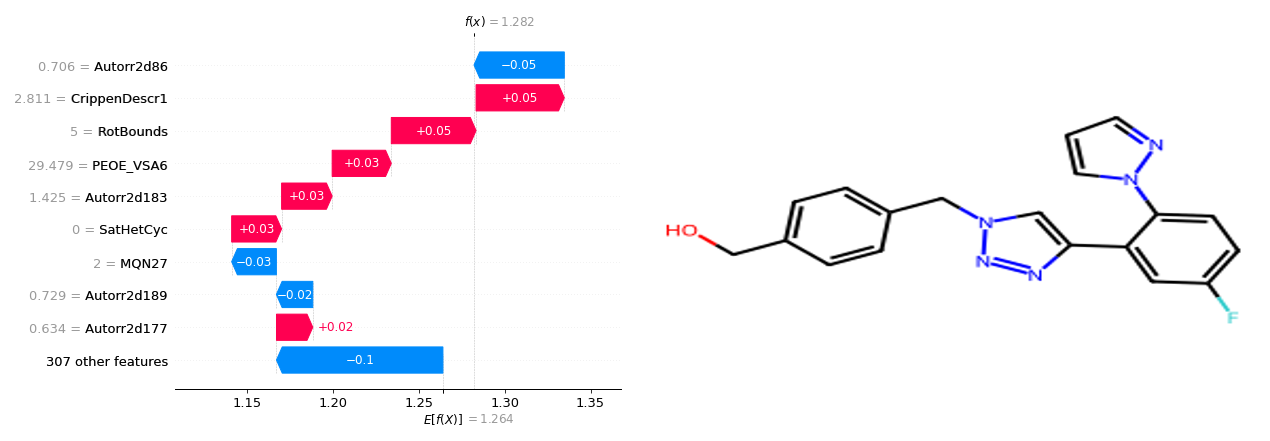 f(x) = 1.282
0.706 = Autorr2d86
−0.05
2.811 = CrippenDescr1
+0.05
5 = RotBounds
+0.05
29.479 = PEOE_VSA6
+0.03
1.425 = Autorr2d183
+0.03
0 = SatHetCyc
+0.03
2 = MQN27
−0.03
0.729 = Autorr2d189
−0.02
0.634 = Autorr2d177
+0.02
307 other features
−0.1
1.15 1.20 1.25 1.30 1.35
E[f(X)] = 1.264
HO
N
N
N
N
N
F